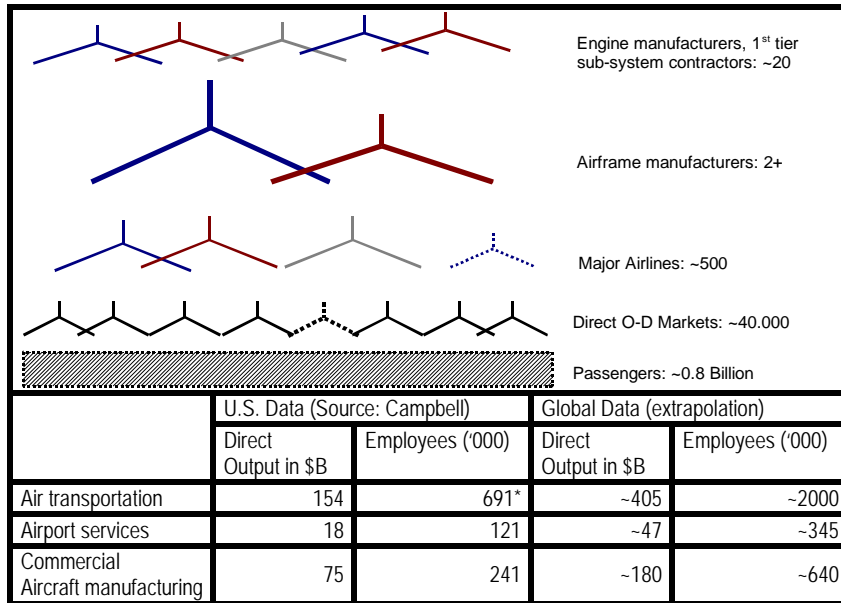 Engine manufacturers, 1st tier
sub-system contractors: ~20
Airframe manufacturers: 2+
Major Airlines: ~500
Direct O-D Markets: ~40.000
Passengers: ~0.8 Billion
U.S. Data (Source: Campbell) Global Data (extrapolation)
Direct Employees (‘000) Direct Employees (‘000)
Output in $B Output in $B
Air transportation 154 691* ~405 ~2000
Airport services 18 121 ~47 ~345
Commercial
Aircraft manufacturing 75 241 ~180 ~640